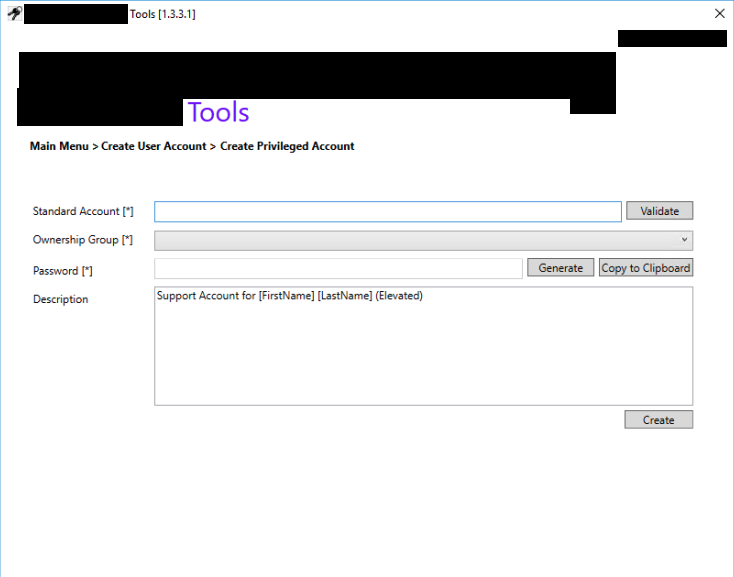 Tools [1.3.3.1]
Tools
Main Menu > Create User Account > Create Privileged Account
Standard Account [*]
Validate
Ownership Group [*]
Password [*]
Generate
Copy to Clipboard
Description
Support Account for [FirstName] [LastName] (Elevated)
Create